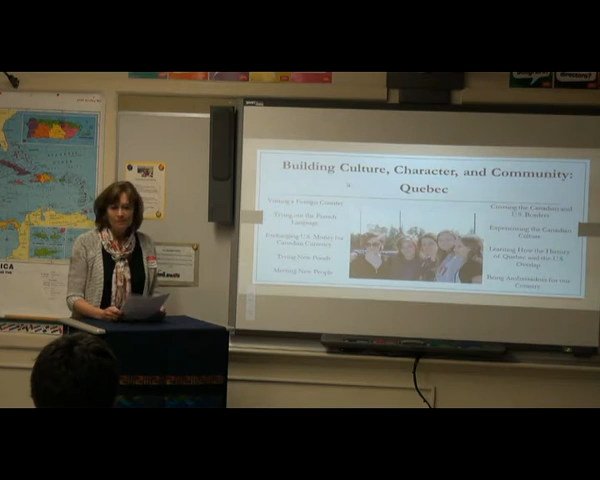 Building Culture, Character, and Community:
Quebec
Visiting a Foreign Country
Trying out the French
Language
Exchanging U.S. Money for
Canadian Currency
Trying New Foods
Meeting New People
Crossing the Canadian and
U.S. Borders
Experiencing the Canadian
Culture
Learning How the History
of Quebec and the U.S.
Overlap
Being Ambassadors for our
Country